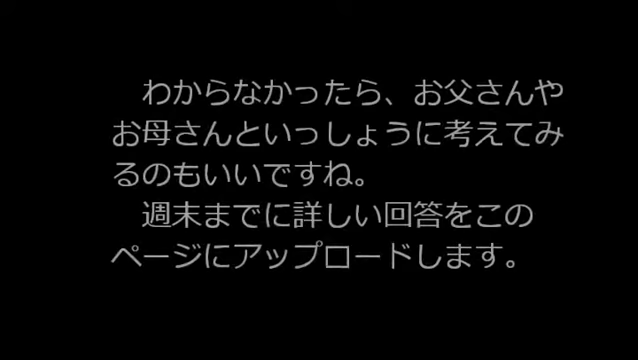 わからなかったら、お父さんや
お母さんといっしょうに考えてみ
るのもいいですね。
週末までに詳しい回答をこの
ページにアップロードします。